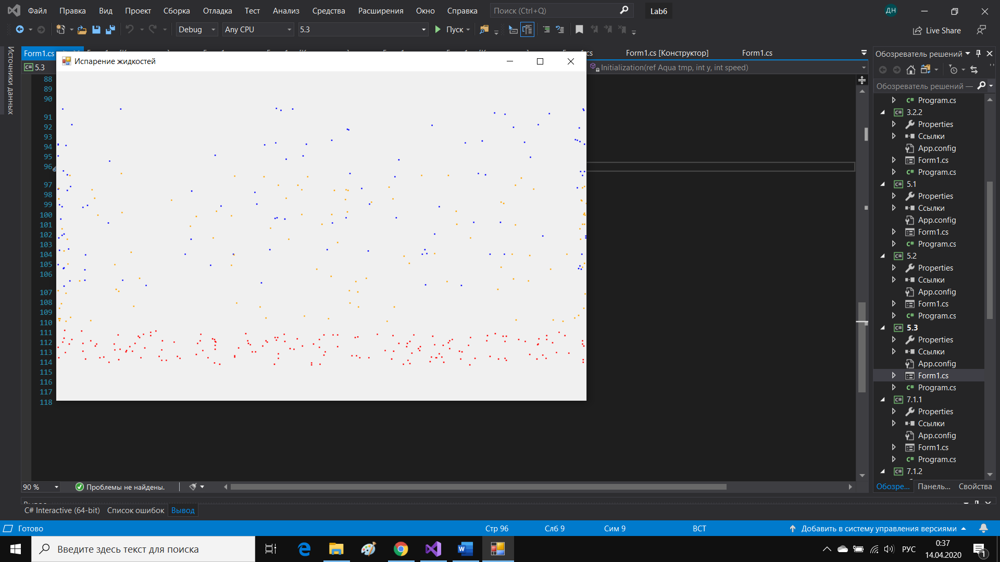 Файл Правка Вид Проект Сборка Отладка Тест Анализ Средства Расширения Окно Справка Поиск (Ctrl+Q) Lab6 ДН
Debug Any CPU 5.3 Пуск Live Share
Источники данных
Form1.cs Form1.cs [Конструктор] Form1.cs
5.3 Initialization(ref Aqua tmp, int y, int speed)
Испарение жидкостей
88
89
90
91
92
93
94
95
96
97
98
99
100
101
102
103
104
105
106
107
108
109
110
111
112
113
114
115
116
117
118
Обозреватель решений
Обозреватель решений —
Program.cs
3.2.2
Properties
Ссылки
App.config
Form1.cs
Program.cs
5.1
Properties
Ссылки
App.config
Form1.cs
Program.cs
5.2
Properties
Ссылки
App.config
Form1.cs
Program.cs
5.3
Properties
Ссылки
App.config
Form1.cs
Program.cs
7.1.1
Properties
Ссылки
App.config
Form1.cs
Program.cs
7.1.2
Обозре... Панель... Свойства
90 % Проблемы не найдены.
C# Interactive (64-bit) Список ошибок Вывод
Готово Стр 96 Слб 9 Сим 9 ВСТ Добавить в систему управления версиями
Введите здесь текст для поиска РУС 0:37
14.04.2020
1